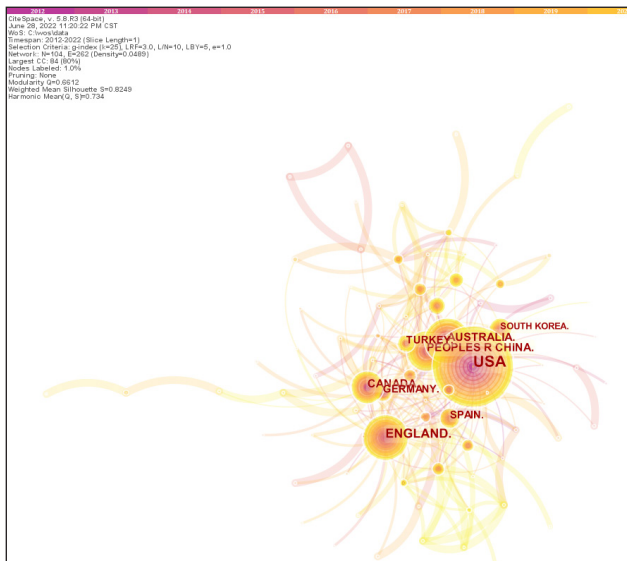 2012 2013 2014 2015 2016 2017 2018 2019
CiteSpace, v. 5.8.R3 (64-bit)
June 28, 2022 11:20:22 PM CST
WoS: C:\wos\data
Timespan: 2012-2022 (Slice Length=1)
Selection Criteria: g-index (k=25), LRF=3.0, L/N=10, LBY=5, e=1.0
Network: N=104, E=262 (Density=0.0489)
Largest CC: 84 (80%)
Nodes Labeled: 1.0%
Pruning: None
Modularity Q=0.6612
Weighted Mean Silhouette S=0.8249
Harmonic Mean(Q, S)=0.734
SOUTH KOREA.
TURKEY
AUSTRALIA.
PEOPLES R CHINA.
USA
CANADA.
GERMANY.
SPAIN.
ENGLAND.